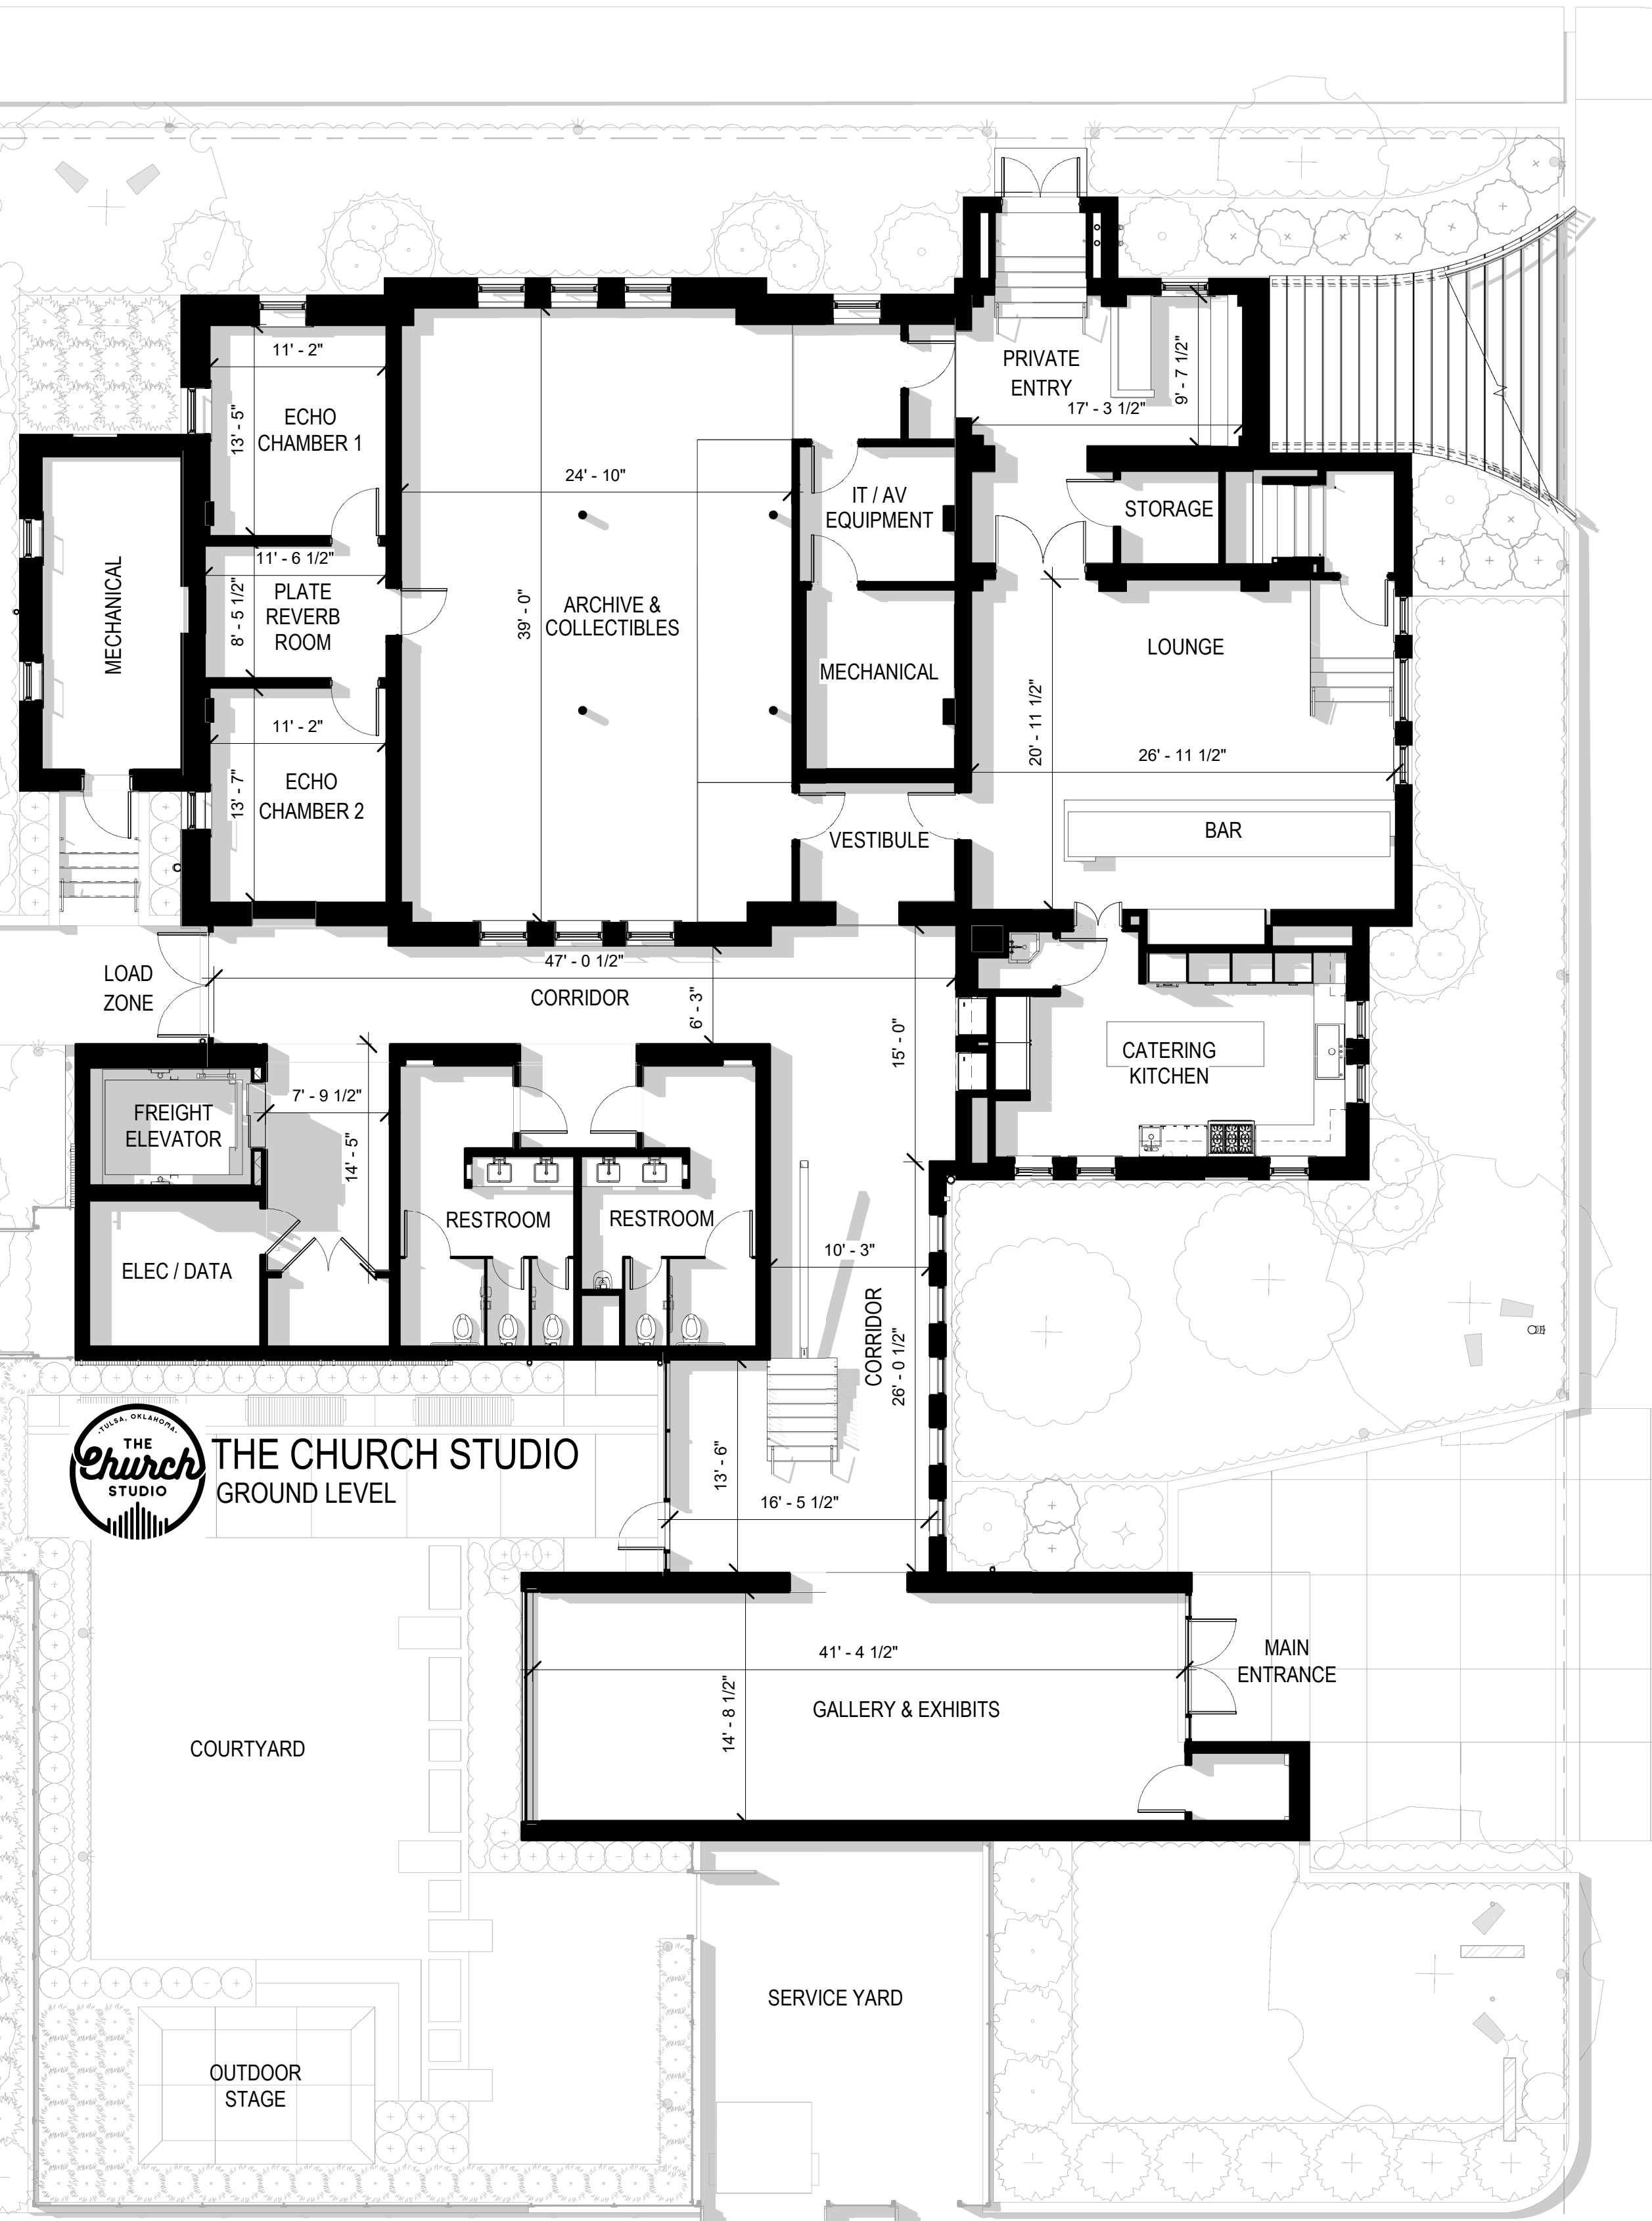 PRIVATE
ENTRY
17' - 3 1/2"
9' - 7 1/2"
11' - 2"
13' - 5"
ECHO
CHAMBER 1
24' - 10"
39' - 0"
ARCHIVE &
COLLECTIBLES
IT / AV
EQUIPMENT
STORAGE
MECHANICAL
11' - 6 1/2"
8' - 5 1/2"
PLATE
REVERB
ROOM
MECHANICAL
LOUNGE
20' - 11 1/2"
26' - 11 1/2"
11' - 2"
13' - 7"
ECHO
CHAMBER 2
VESTIBULE
BAR
LOAD
ZONE
47' - 0 1/2"
CORRIDOR
6' - 3"
15' - 0"
CATERING
KITCHEN
FREIGHT
ELEVATOR
7' - 9 1/2"
14' - 5"
RESTROOM
RESTROOM
ELEC / DATA
10' - 3"
CORRIDOR
26' - 0 1/2"
·TULSA, OKLAHOMA·
THE
Church
STUDIO
THE CHURCH STUDIO
GROUND LEVEL
13' - 6"
16' - 5 1/2"
41' - 4 1/2"
14' - 8 1/2"
GALLERY & EXHIBITS
MAIN
ENTRANCE
COURTYARD
SERVICE YARD
OUTDOOR
STAGE